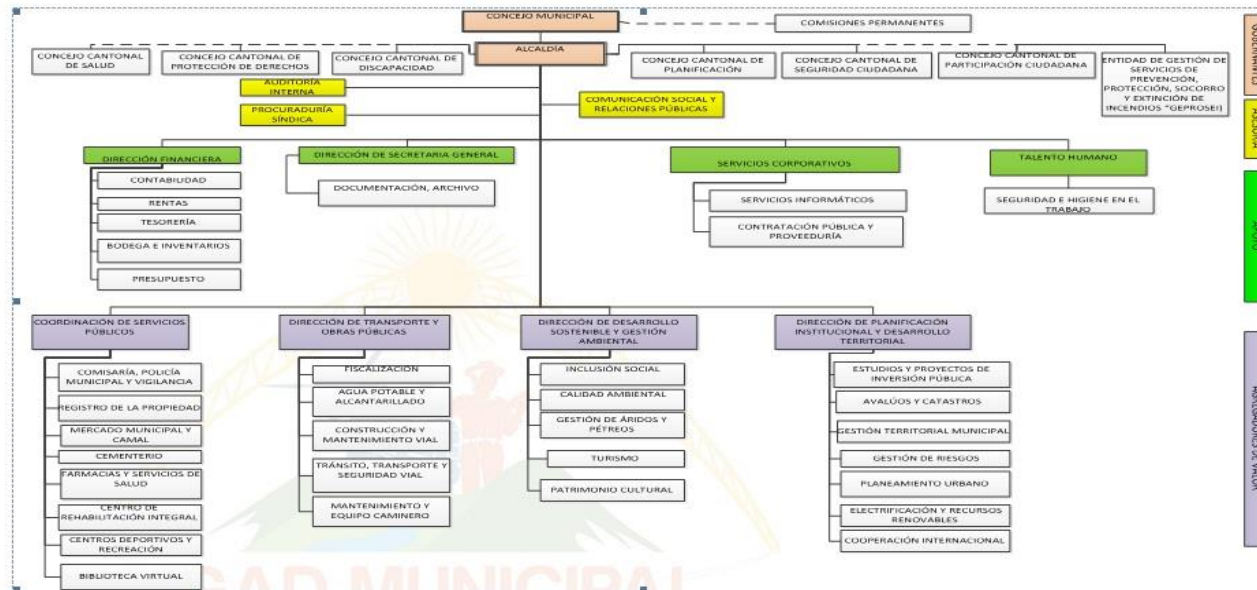 CONCEJO MUNICIPAL
COMISIONES PERMANENTES
ALCALDÍA
CONCEJO CANTONAL
DE SALUD
CONCEJO CANTONAL DE
PROTECCIÓN DE DERECHOS
CONCEJO CANTONAL DE
DISCAPACIDAD
CONCEJO CANTONAL DE
PLANIFICACIÓN
CONCEJO CANTONAL DE
SEGURIDAD CIUDADANA
CONCEJO CANTONAL DE
PARTICIPACIÓN CIUDADANA
ENTIDAD DE GESTIÓN DE
SERVICIOS DE
PREVENCIÓN,
PROTECCIÓN, SOCORRO
Y EXTINCIÓN DE
INCENDIOS "GEPROSEI)
AUDITORÍA
INTERNA
PROCURADURÍA
SÍNDICA
COMUNICACIÓN SOCIAL Y
RELACIONES PÚBLICAS
DIRECCIÓN FINANCIERA
CONTABILIDAD
RENTAS
TESORERÍA
BODEGA E INVENTARIOS
PRESUPUESTO
DIRECCIÓN DE SECRETARIA GENERAL
DOCUMENTACIÓN, ARCHIVO
SERVICIOS CORPORATIVOS
SERVICIOS INFORMÁTICOS
CONTRATACIÓN PÚBLICA Y
PROVEEDURÍA
TALENTO HUMANO
SEGURIDAD E HIGIENE EN EL
TRABAJO
COORDINACIÓN DE SERVICIOS
PÚBLICOS
COMISARÍA, POLICÍA
MUNICIPAL Y VIGILANCIA
REGISTRO DE LA PROPIEDAD
MERCADO MUNICIPAL Y
CAMAL
CEMENTERIO
FARMACIAS Y SERVICIOS DE
SALUD
CENTRO DE
REHABILITACIÓN INTEGRAL
CENTROS DEPORTIVOS Y
RECREACIÓN
BIBLIOTECA VIRTUAL
DIRECCIÓN DE TRANSPORTE Y
OBRAS PÚBLICAS
FISCALIZACIÓN
AGUA POTABLE Y
ALCANTARILLADO
CONSTRUCCIÓN Y
MANTENIMIENTO VIAL
TRÁNSITO, TRANSPORTE Y
SEGURIDAD VIAL
MANTENIMIENTO Y
EQUIPO CAMINERO
DIRECCIÓN DE DESARROLLO
SOSTENIBLE Y GESTIÓN
AMBIENTAL
INCLUSIÓN SOCIAL
CALIDAD AMBIENTAL
GESTIÓN DE ÁRIDOS Y
PÉTREOS
TURISMO
PATRIMONIO CULTURAL
DIRECCIÓN DE PLANIFICACIÓN
INSTITUCIONAL Y DESARROLLO
TERRITORIAL
ESTUDIOS Y PROYECTOS DE
INVERSIÓN PÚBLICA
AVALÚOS Y CATASTROS
GESTIÓN TERRITORIAL MUNICIPAL
GESTIÓN DE RIESGOS
PLANEAMIENTO URBANO
ELECTRIFICACIÓN Y RECURSOS
RENOVABLES
COOPERACIÓN INTERNACIONAL
GAD MUNICIPAL